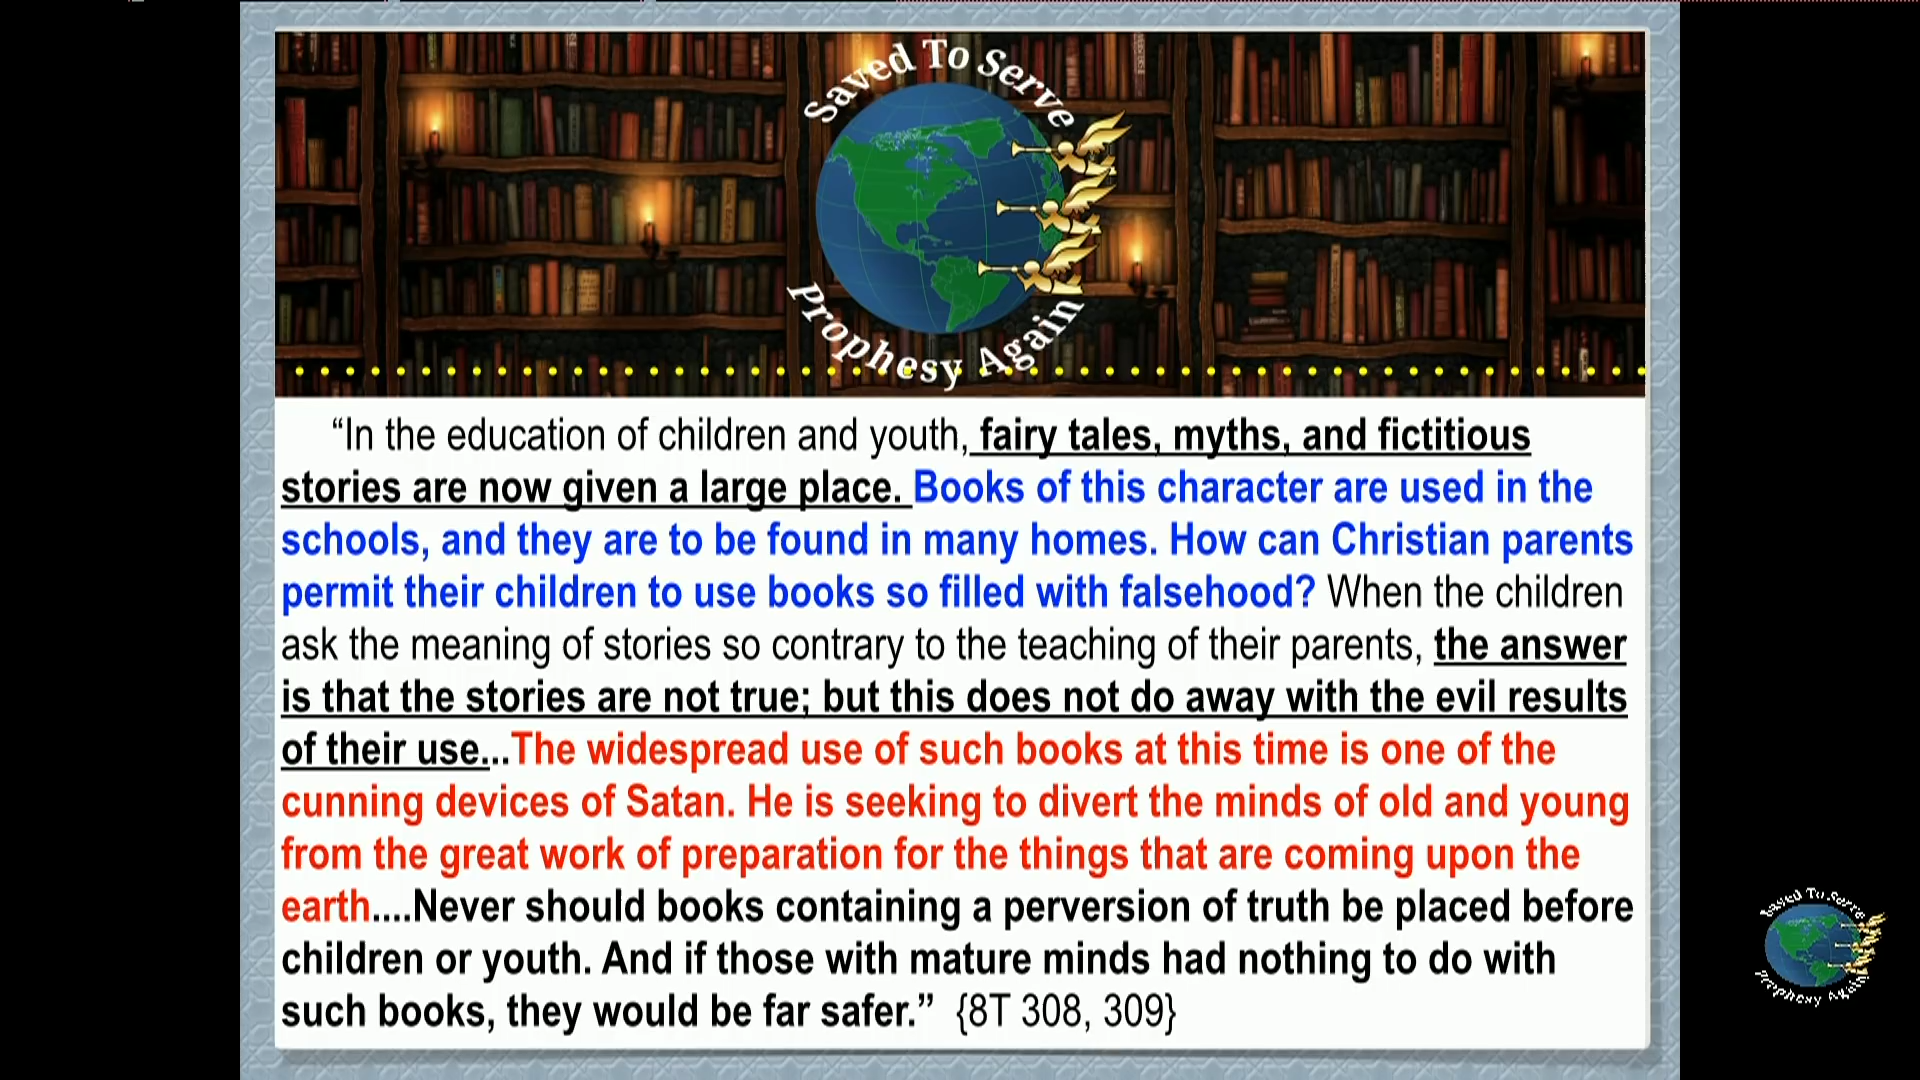 Saved To Serve
Prophesy Again
“In the education of children and youth, fairy tales, myths, and fictitious
stories are now given a large place. Books of this character are used in the
schools, and they are to be found in many homes. How can Christian parents
permit their children to use books so filled with falsehood? When the children
ask the meaning of stories so contrary to the teaching of their parents, the answer
is that the stories are not true; but this does not do away with the evil results
of their use...The widespread use of such books at this time is one of the
cunning devices of Satan. He is seeking to divert the minds of old and young
from the great work of preparation for the things that are coming upon the
earth....Never should books containing a perversion of truth be placed before
children or youth. And if those with mature minds had nothing to do with
such books, they would be far safer.” {8T 308, 309}
Saved To Serve
Prophesy Again